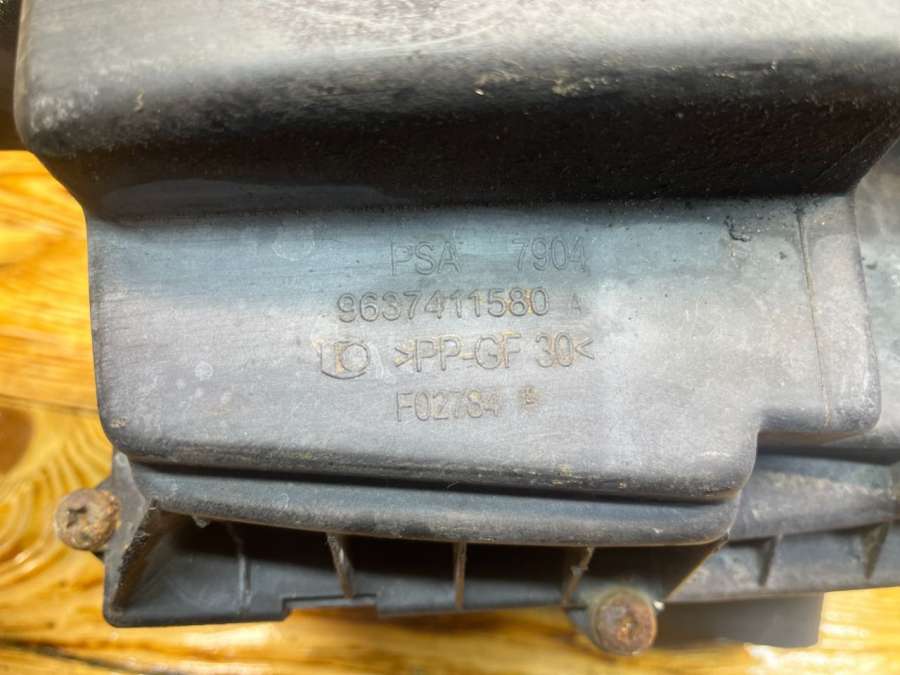 PSA 7904
9637411580 A
>PP-GF 30<
F02784